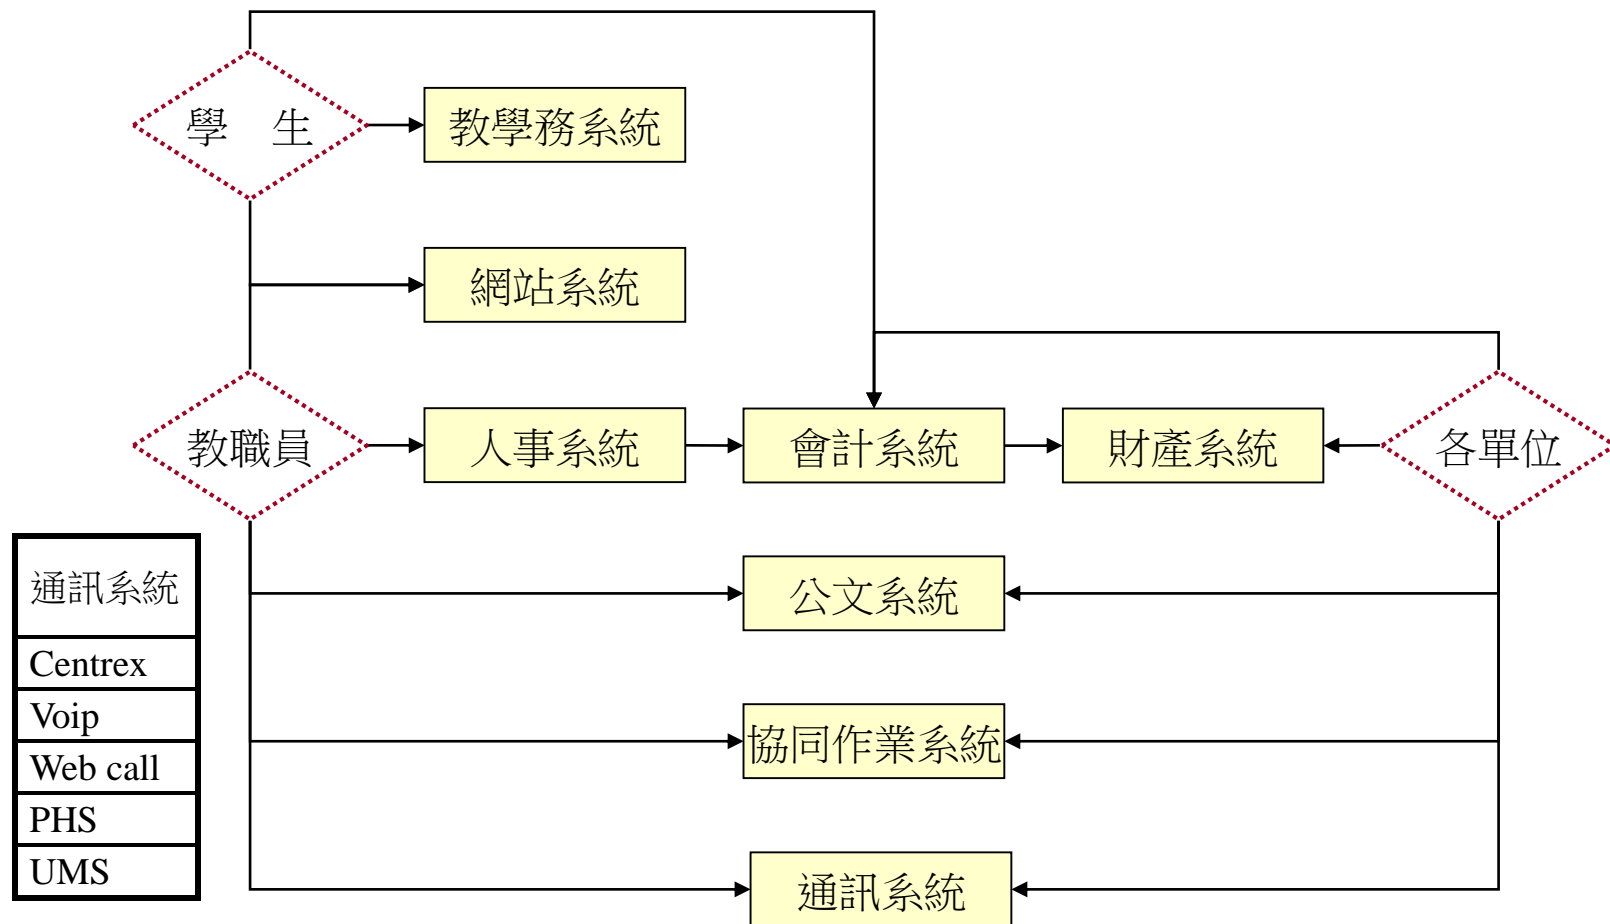 學 生
教學務系統
網站系統
教職員
人事系統
會計系統
財產系統
各單位
通訊系統
Centrex
Voip
Web call
PHS
UMS
公文系統
協同作業系統
通訊系統